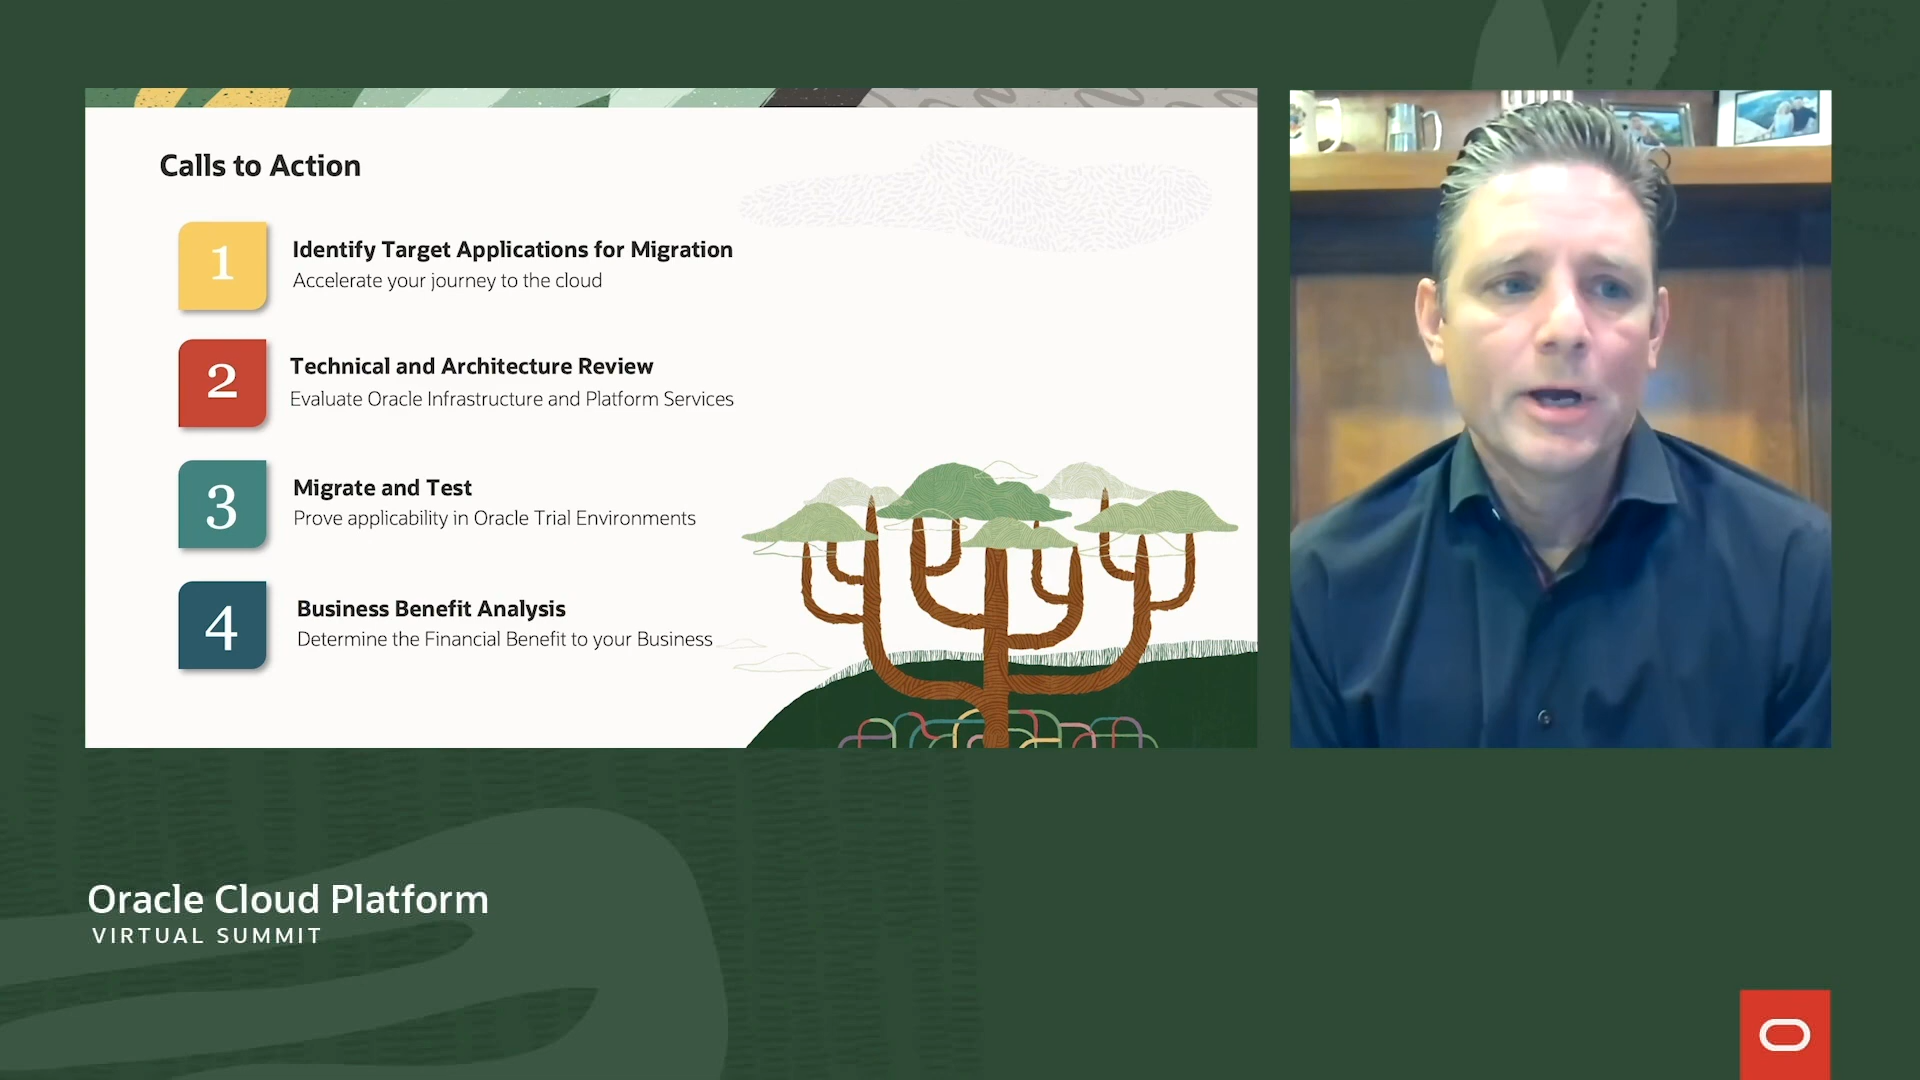 Calls to Action
1
Identify Target Applications for Migration
Accelerate your journey to the cloud
2
Technical and Architecture Review
Evaluate Oracle Infrastructure and Platform Services
3
Migrate and Test
Prove applicability in Oracle Trial Environments
4
Business Benefit Analysis
Determine the Financial Benefit to your Business
Oracle Cloud Platform
VIRTUAL SUMMIT